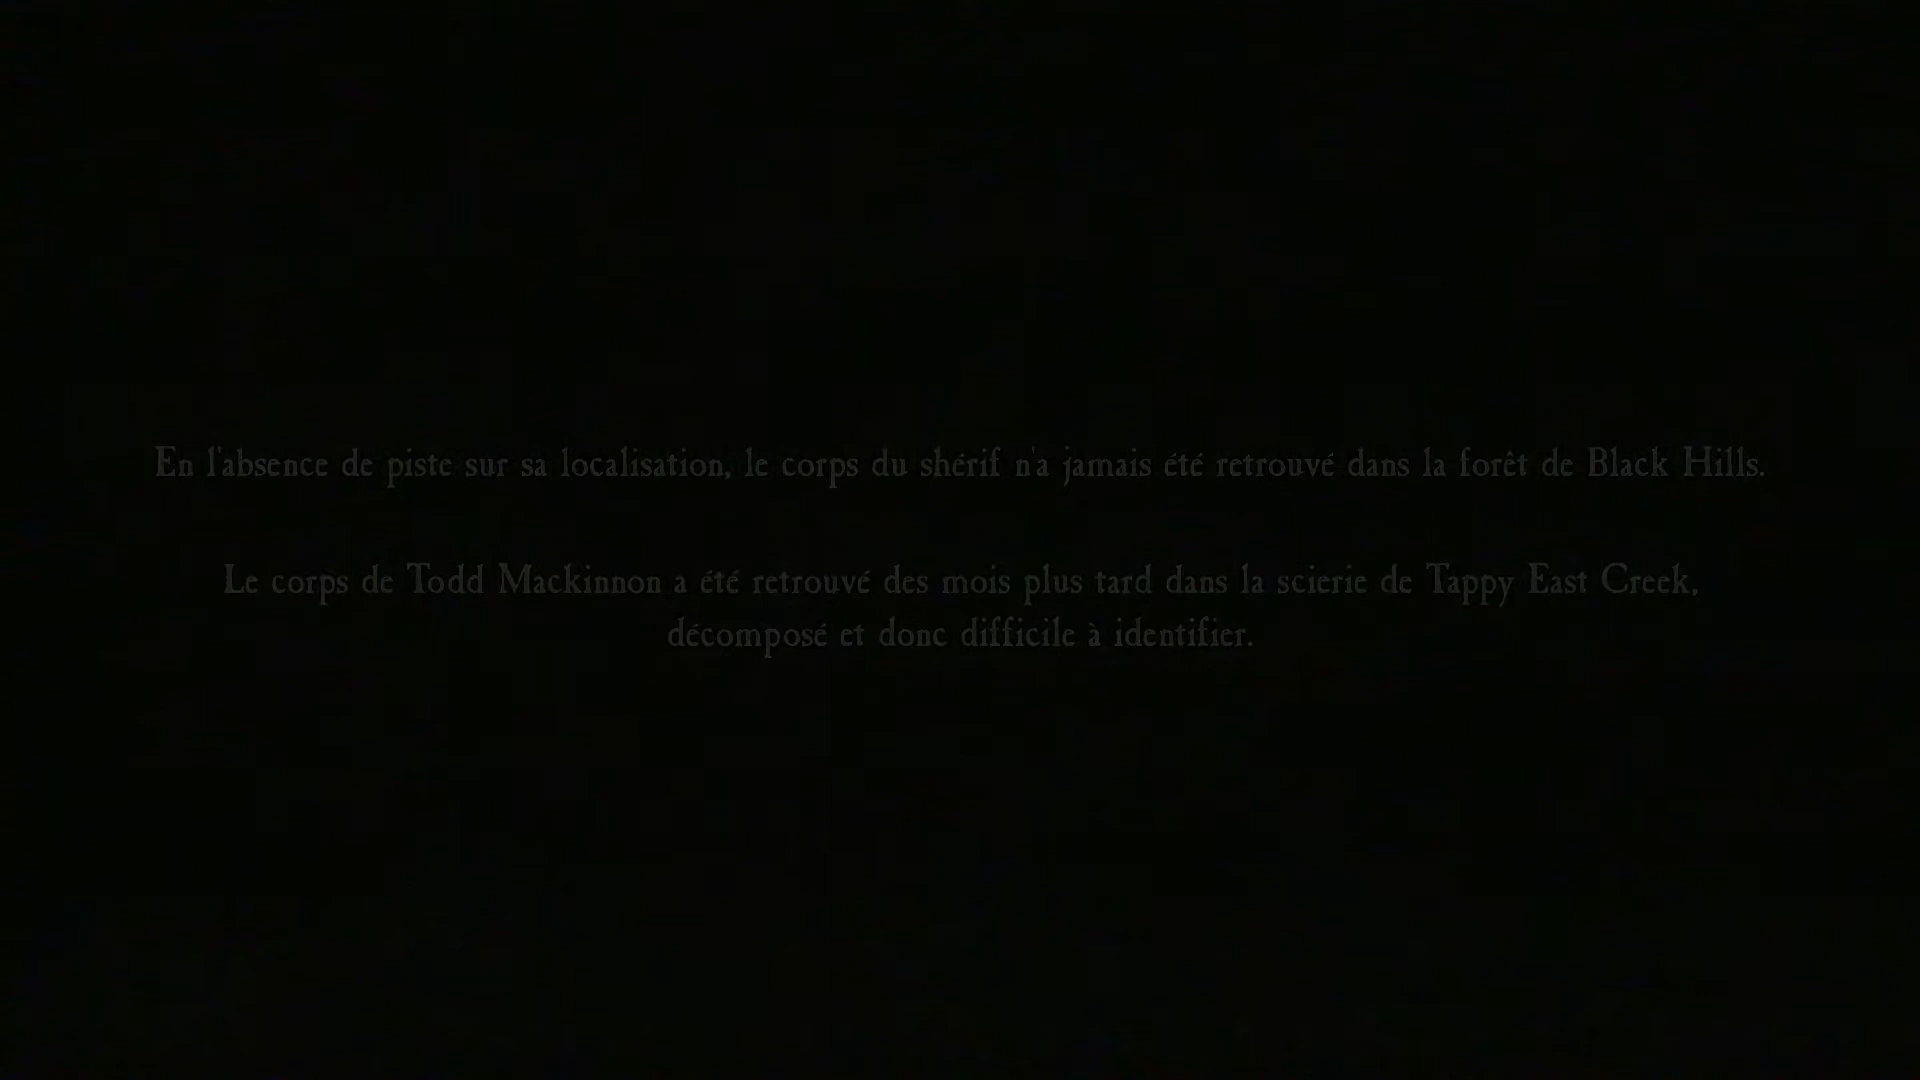 En l'absence de piste sur sa localisation, le corps du shérif n'a jamais été retrouvé dans la forêt de Black Hills.
Le corps de Todd Mackinnon a été retrouvé des mois plus tard dans la scierie de Tappy East Creek,
décomposé et donc difficile à identifier.